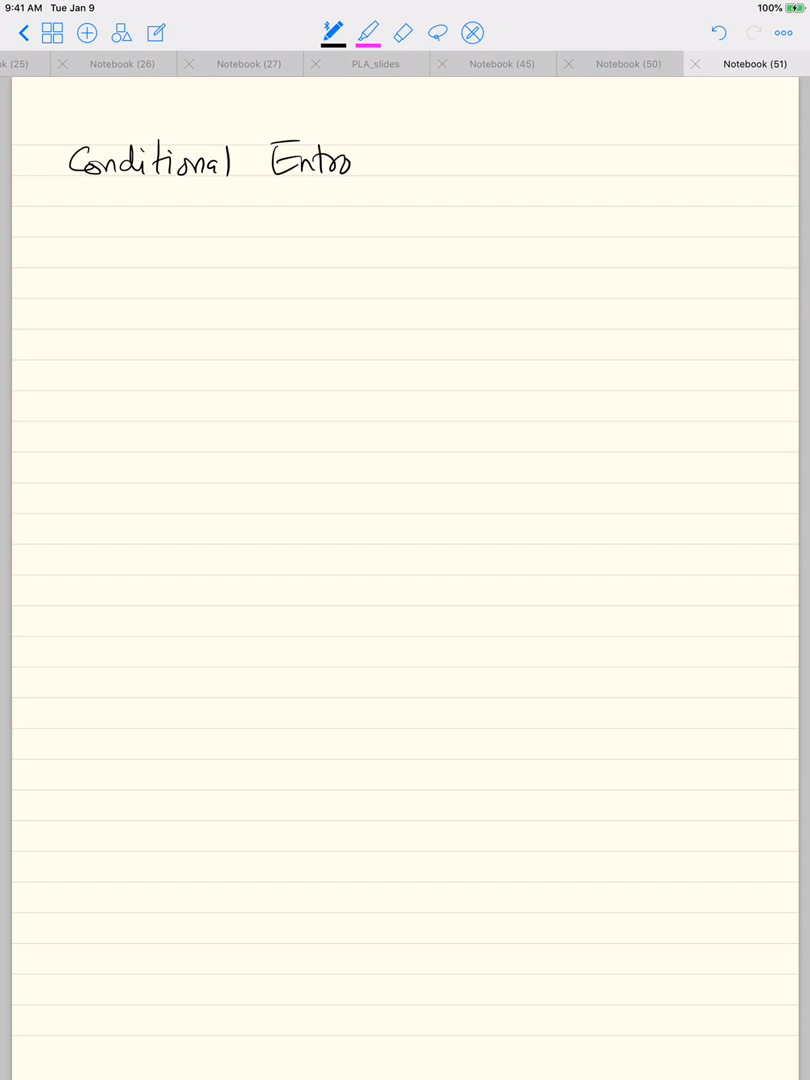 9:41 AM Tue Jan 9 100%
ok (25) Notebook (26) Notebook (27) PLA_slides Notebook (45) Notebook (50) Notebook (51)
Conditional Entro